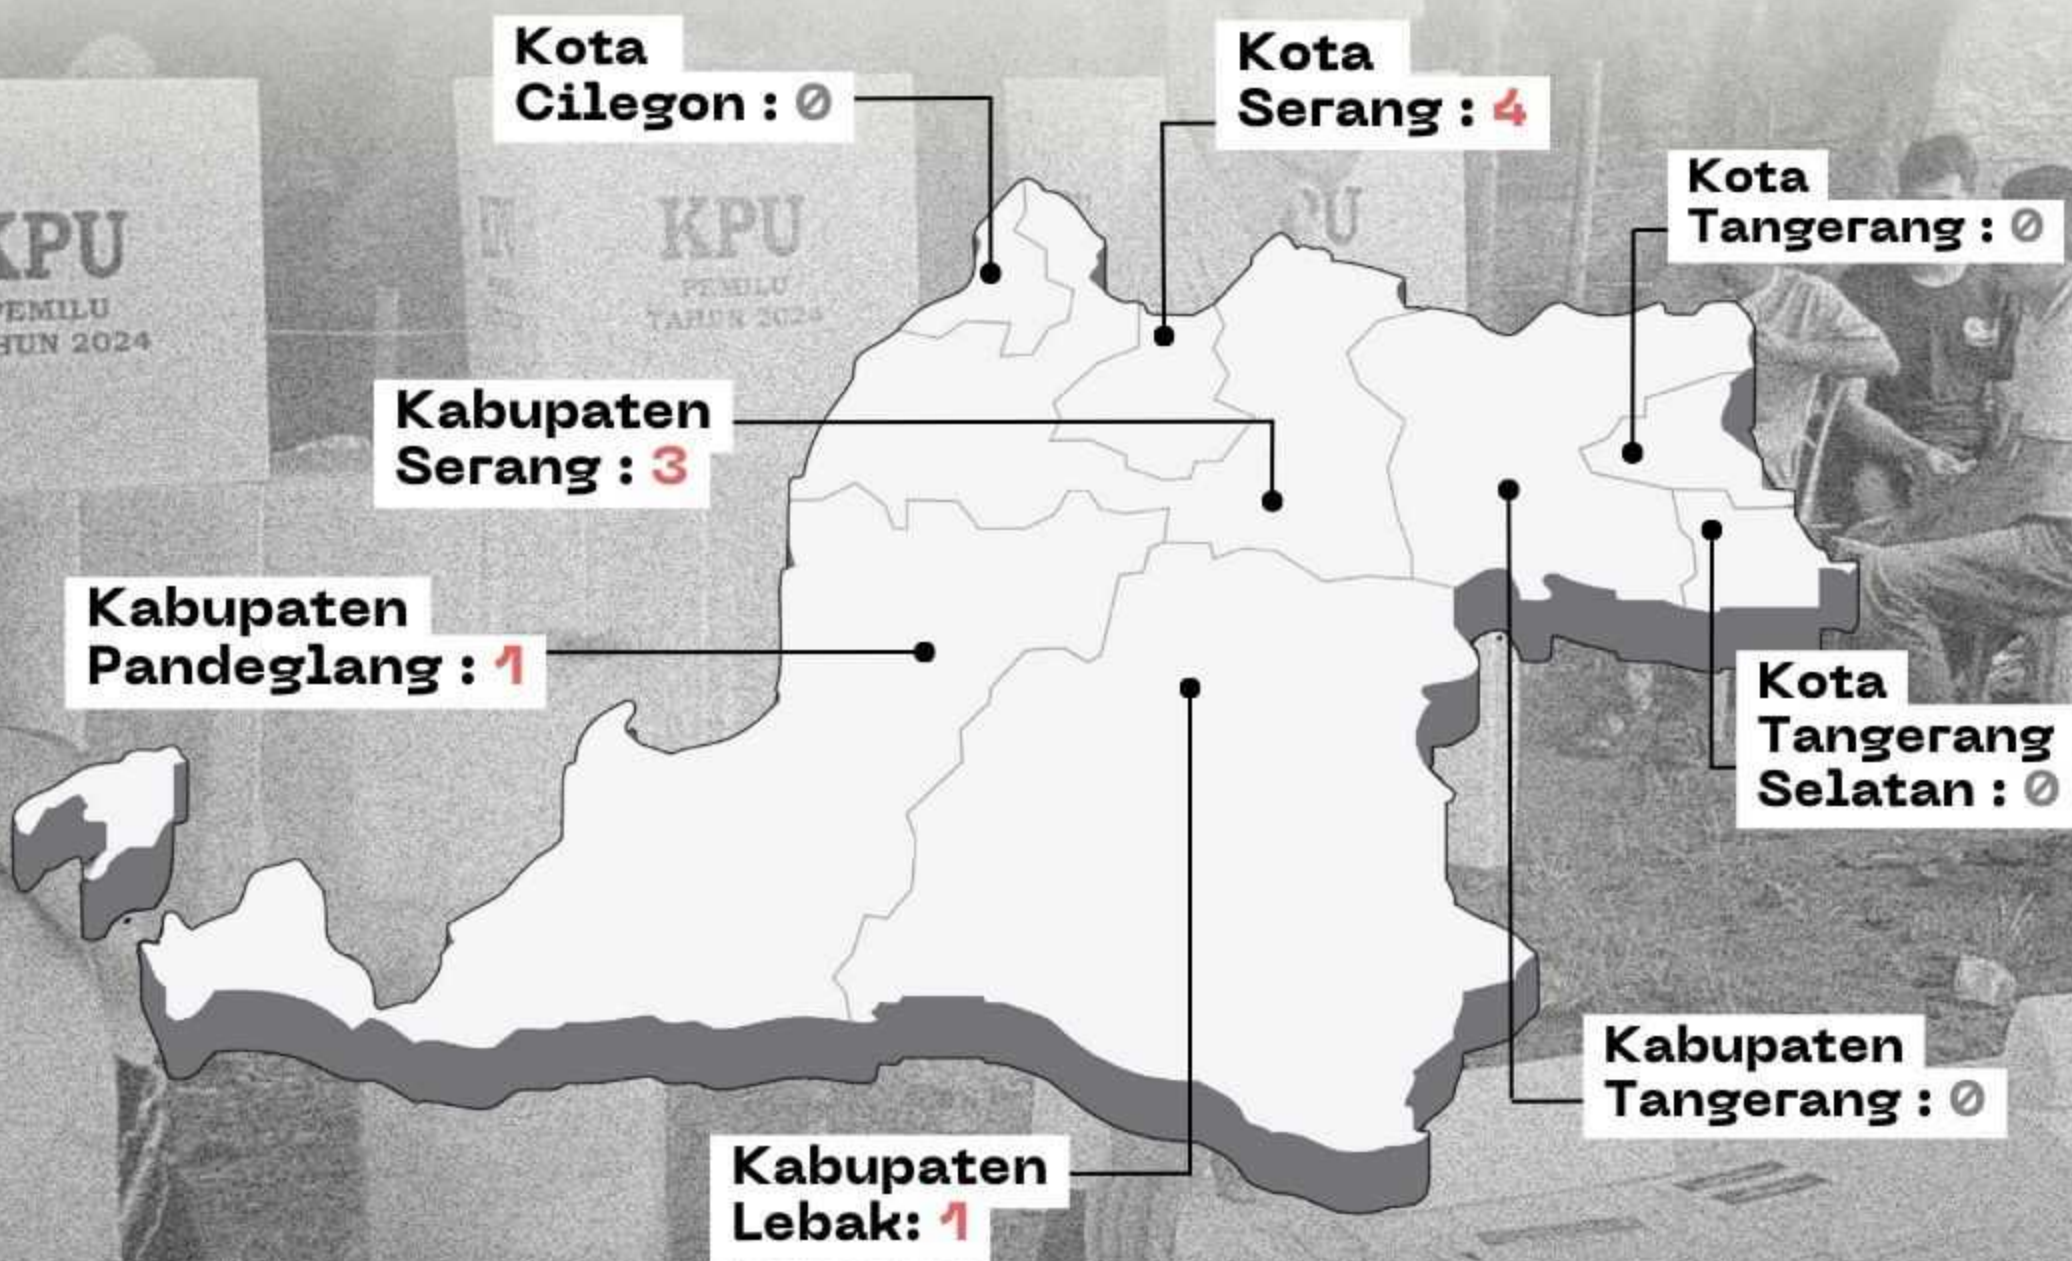 Kota
Cilegon : 0
Kota
Serang : 4
Kota
Tangerang : 0
KPU
PEMILU
TAHUN 2024
KPU
PEMILU
TAHUN 2024
Kabupaten
Serang : 3
Kabupaten
Pandeglang : 1
Kota
Tangerang
Selatan : 0
Kabupaten
Tangerang : 0
Kabupaten
Lebak: 1